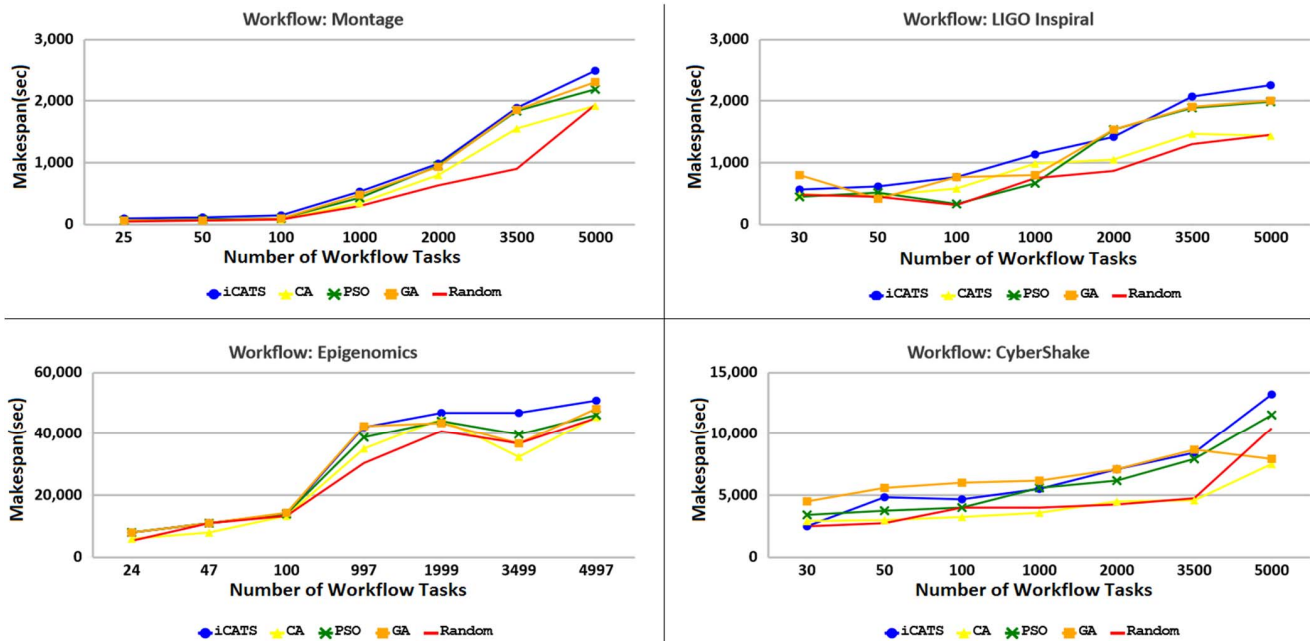 Workflow: Montage
3,000
2,000
1,000
0
Makespan(sec)
25 50 100 1000 2000 3500 5000
Number of Workflow Tasks
iCATS CA PSO GA Random
Workflow: LIGO Inspiral
3,000
2,000
1,000
0
Makespan(sec)
30 50 100 1000 2000 3500 5000
Number of Workflow Tasks
iCATS CATS PSO GA Random
Workflow: Epigenomics
60,000
40,000
20,000
0
Makespan(sec)
24 47 100 997 1999 3499 4997
Number of Workflow Tasks
iCATS CA PSO GA Random
Workflow: CyberShake
15,000
10,000
5,000
0
Makespan(sec)
30 50 100 1000 2000 3500 5000
Number of Workflow Tasks
iCATS CA PSO GA Random